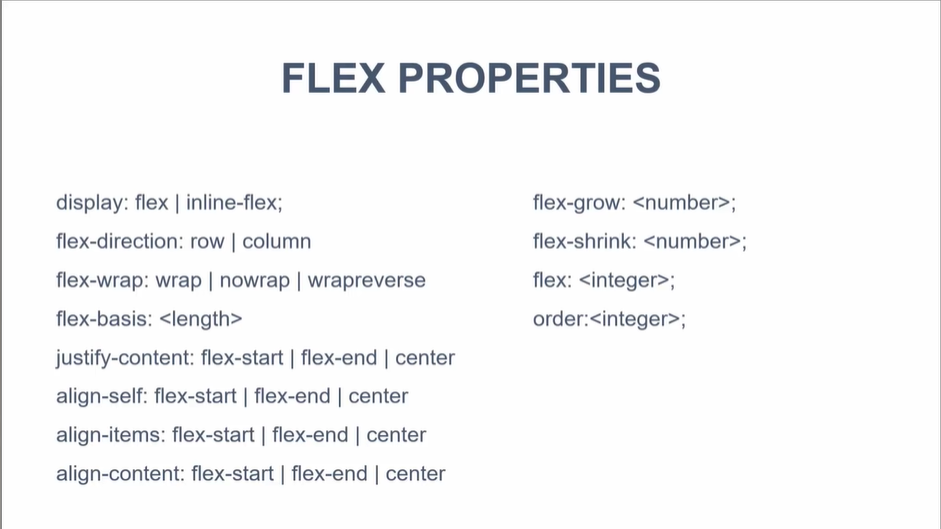 FLEX PROPERTIES
display: flex | inline-flex;
flex-direction: row | column
flex-wrap: wrap | nowrap | wrapreverse
flex-basis: <length>
justify-content: flex-start | flex-end | center
align-self: flex-start | flex-end | center
align-items: flex-start | flex-end | center
align-content: flex-start | flex-end | center
flex-grow: <number>;
flex-shrink: <number>;
flex: <integer>;
order:<integer>;